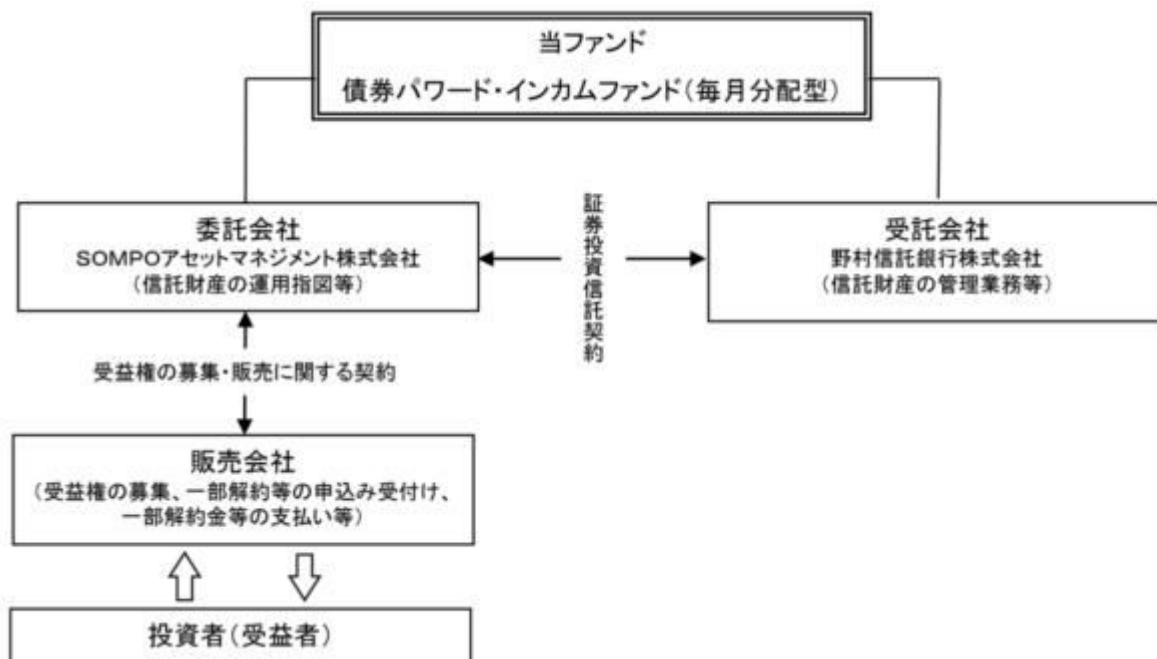 当ファンド
債券パワード・インカムファンド(毎月分配型)
委託会社
SOMPOアセットマネジメント株式会社
(信託財産の運用指図等)
証券投資信託契約
受託会社
野村信託銀行株式会社
(信託財産の管理業務等)
受益権の募集・販売に関する契約
販売会社
(受益権の募集、一部解約等の申込み受付け、
一部解約金等の支払い等)
投資者(受益者)